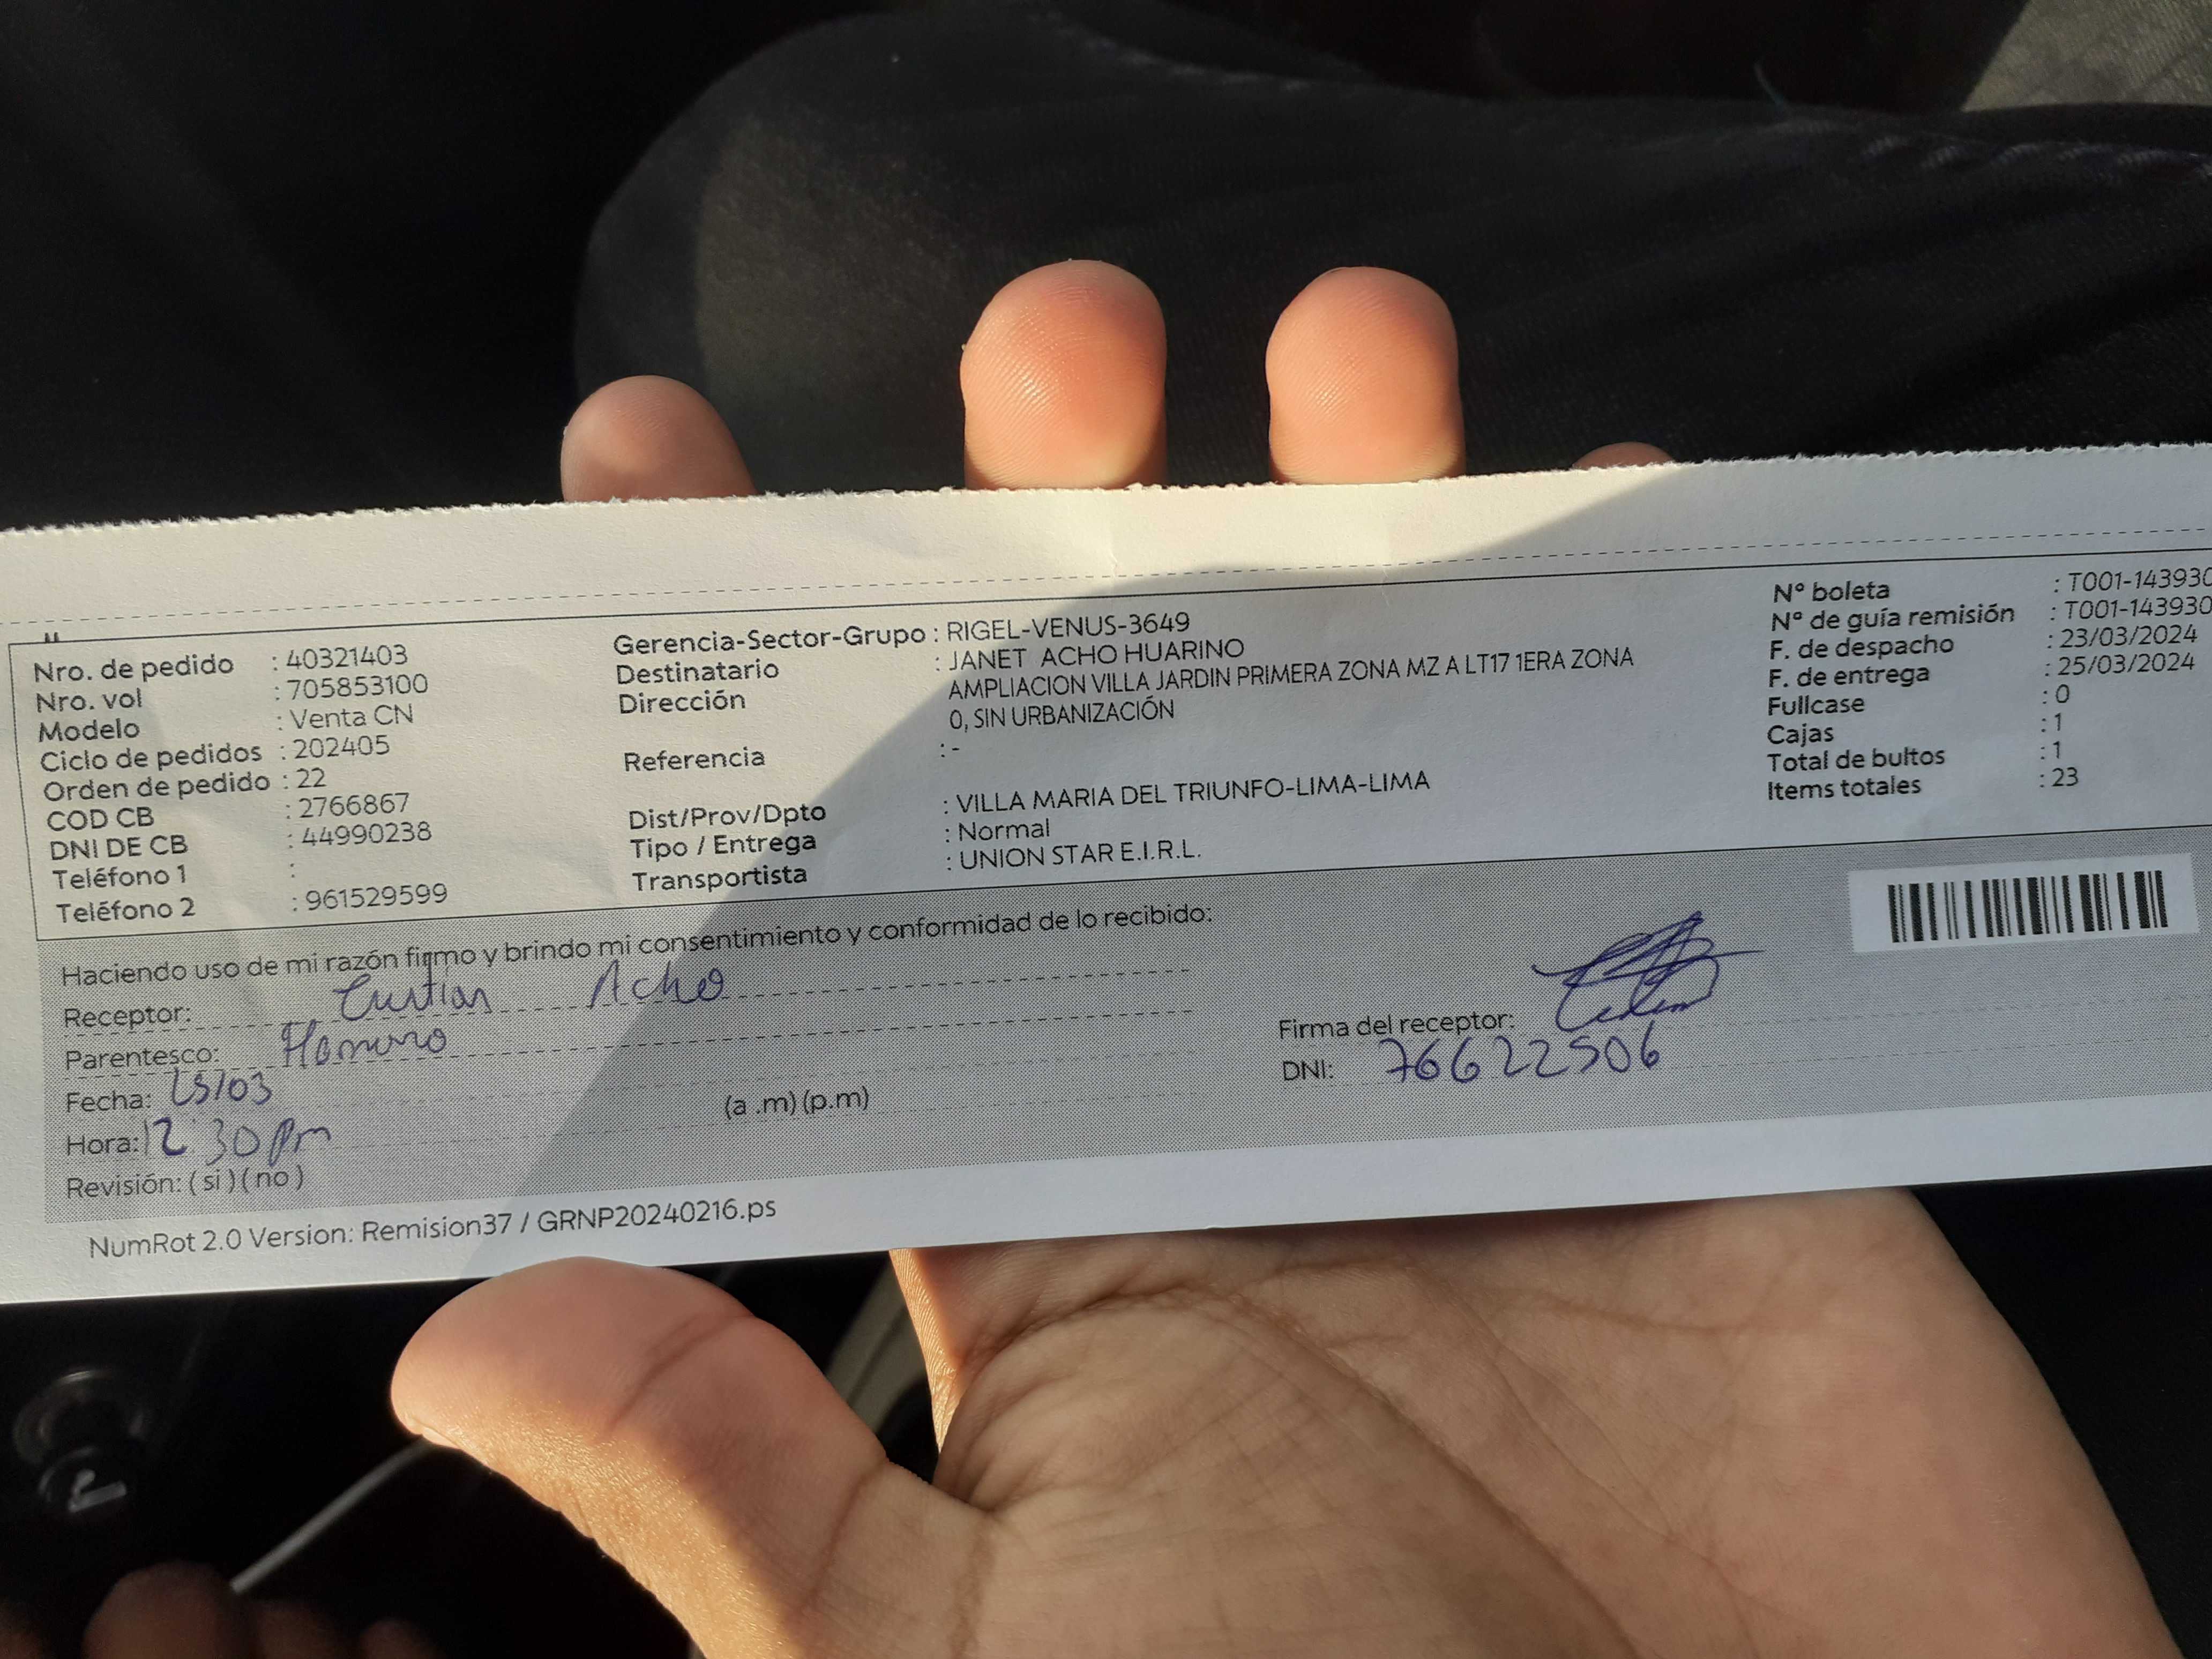 Nro. de pedido : 40321403
Nro. vol : 705853100
Modelo : Venta CN
Ciclo de pedidos : 202405
Orden de pedido : 22
COD CB : 2766867
DNI DE CB : 44990238
Teléfono 1 :
Teléfono 2 : 961529599
Gerencia-Sector-Grupo : RIGEL-VENUS-3649
Destinatario : JANET ACHO HUARINO
Dirección AMPLIACION VILLA JARDIN PRIMERA ZONA MZ A LT17 1ERA ZONA
0, SIN URBANIZACIÓN
Referencia : -
Dist/Prov/Dpto : VILLA MARIA DEL TRIUNFO-LIMA-LIMA
Tipo / Entrega : Normal
Transportista : UNION STAR E.I.R.L.
Nº boleta : T001-143930
Nº de guía remisión : T001-143930
F. de despacho : 23/03/2024
F. de entrega : 25/03/2024
Fullcase : 0
Cajas : 1
Total de bultos : 1
Items totales : 23
Haciendo uso de mi razón firmo y brindo mi consentimiento y conformidad de lo recibido:
Receptor: Acho
Parentesco:
Fecha: 25/03
Hora: 12:30 pm (a .m) (p.m)
Revisión: ( si ) ( no )
Firma del receptor:
DNI: 76622506
NumRot 2.0 Version: Remision37 / GRNP20240216.ps